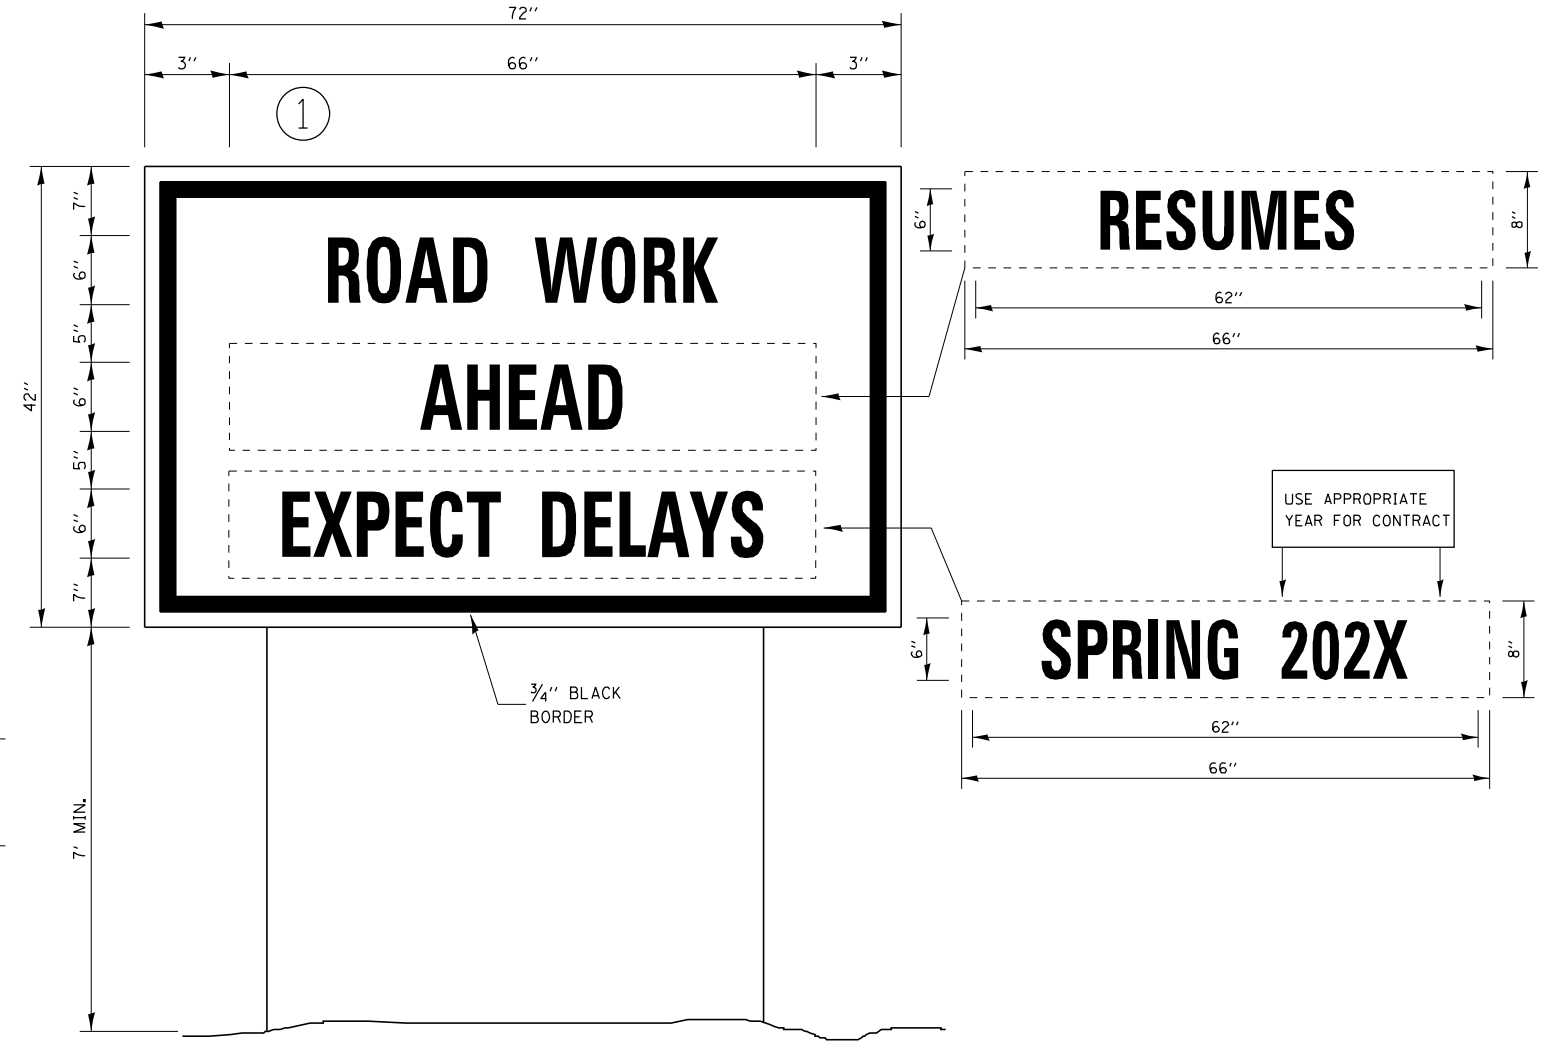 72''
3'' 66'' 3''
1
7''
6''
5''
6''
5''
6''
7''
42''
7' MIN.
ROAD WORK
AHEAD
EXPECT DELAYS
¾'' BLACK
BORDER
6''
RESUMES
8''
62''
66''
USE APPROPRIATE
YEAR FOR CONTRACT
6''
SPRING 202X
8''
62''
66''